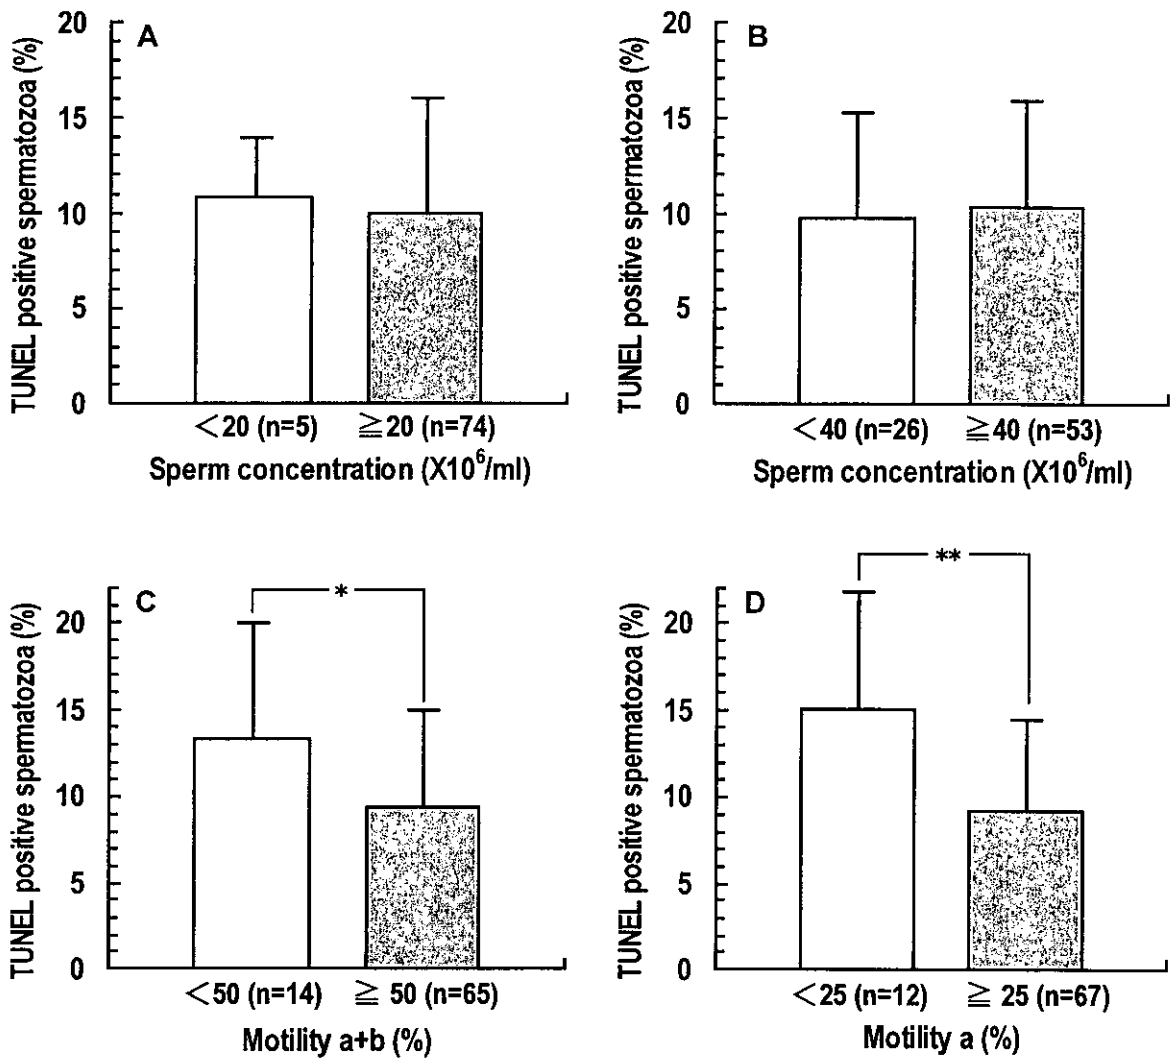 A
TUNEL positive spermatozoa (%)
20
15
10
5
0
<20 (n=5) ≧20 (n=74)
Sperm concentration (X10⁶/ml)
B
TUNEL positive spermatozoa (%)
20
15
10
5
0
<40 (n=26) ≧40 (n=53)
Sperm concentration (X10⁶/ml)
C
*
TUNEL positive spermatozoa (%)
20
15
10
5
0
<50 (n=14) ≧ 50 (n=65)
Motility a+b (%)
D
**
TUNEL positive spermatozoa (%)
20
15
10
5
0
<25 (n=12) ≧ 25 (n=67)
Motility a (%)